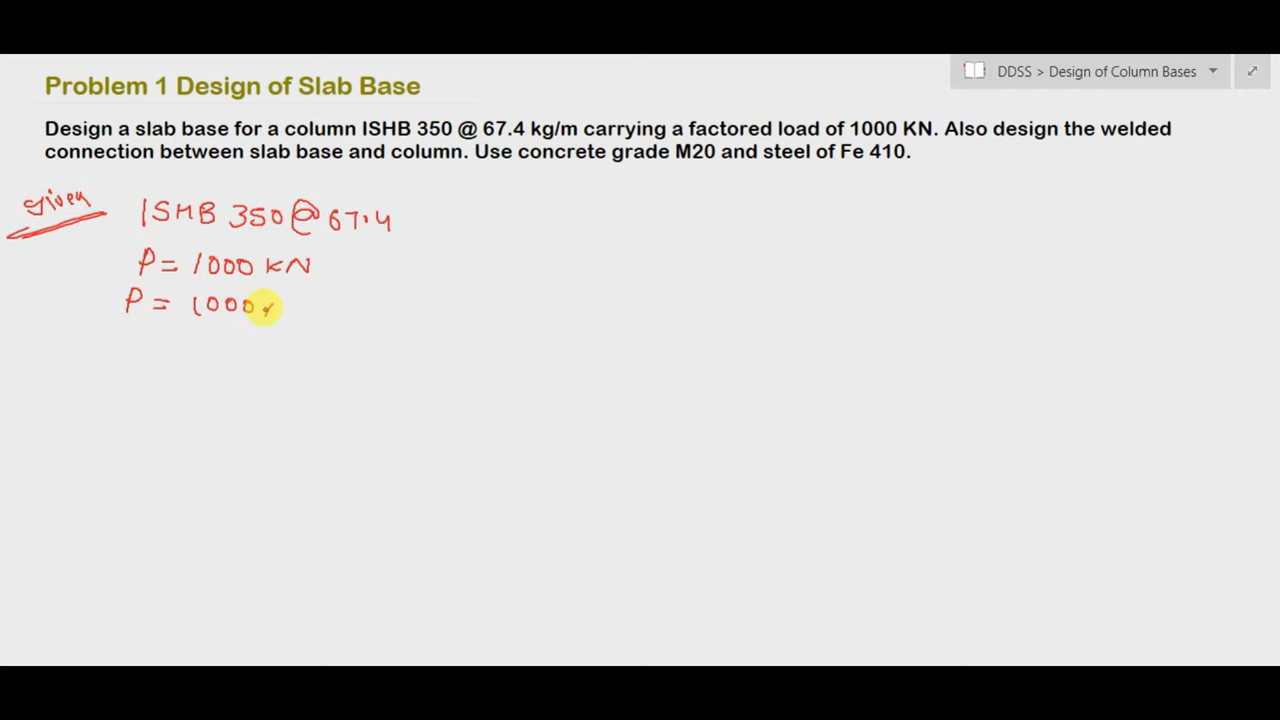 DDSS > Design of Column Bases
Problem 1 Design of Slab Base
Design a slab base for a column ISHB 350 @ 67.4 kg/m carrying a factored load of 1000 KN. Also design the welded
connection between slab base and column. Use concrete grade M20 and steel of Fe 410.
given
ISHB 350 @ 67.4
P = 1000 KN
P = 1000